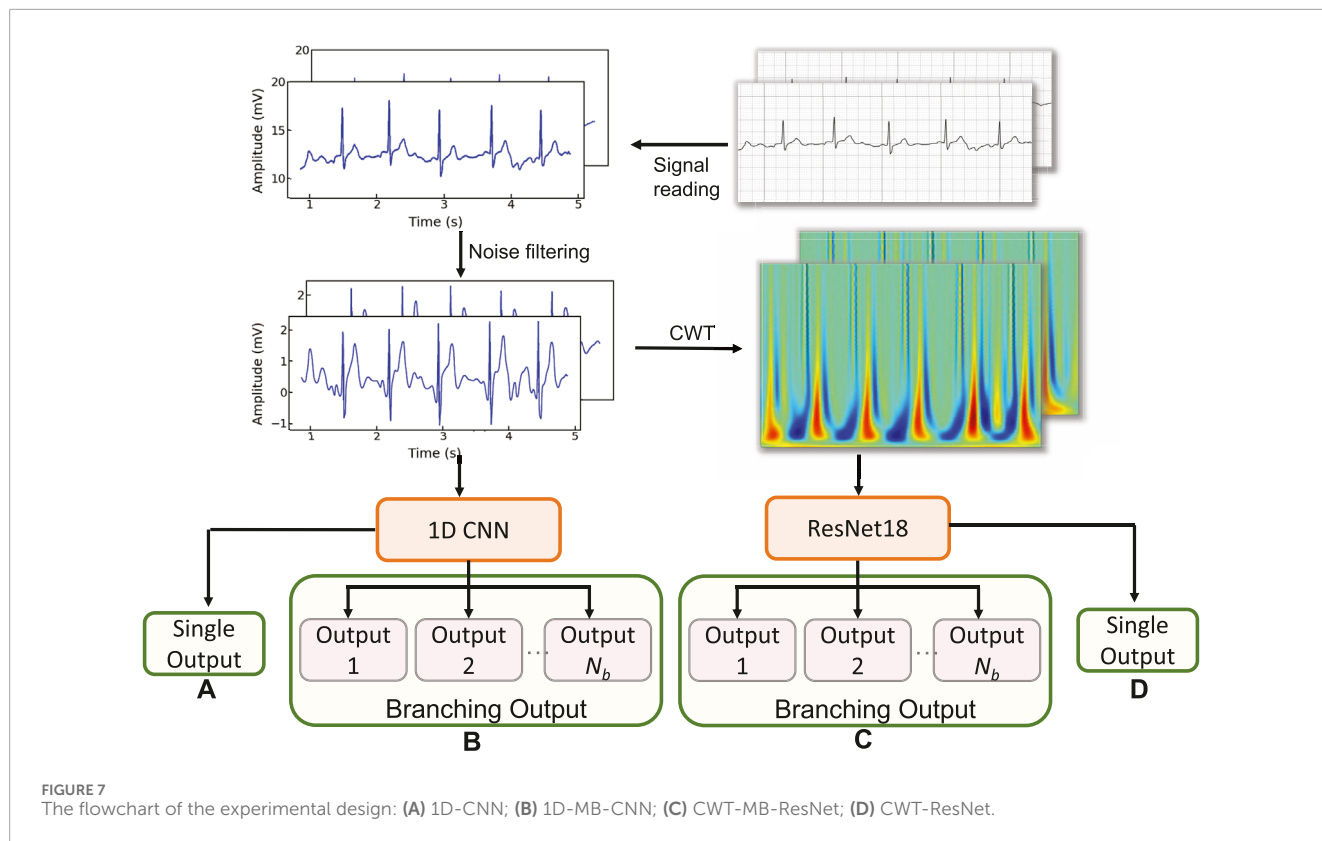 20
20
15
10
Amplitude (mV)
1 2 3 4 5
Time (s)
Signal
reading
Noise filtering
2
2
1
0
−1
Amplitude (mV)
1 2 3 4 5
Time (s)
CWT
1D CNN
ResNet18
Single
Output
A
Output
1
Output
2
...
Output
N_b
Branching Output
B
Output
1
Output
2
...
Output
N_b
Branching Output
C
Single
Output
D
FIGURE 7
The flowchart of the experimental design: (A) 1D-CNN; (B) 1D-MB-CNN; (C) CWT-MB-ResNet; (D) CWT-ResNet.